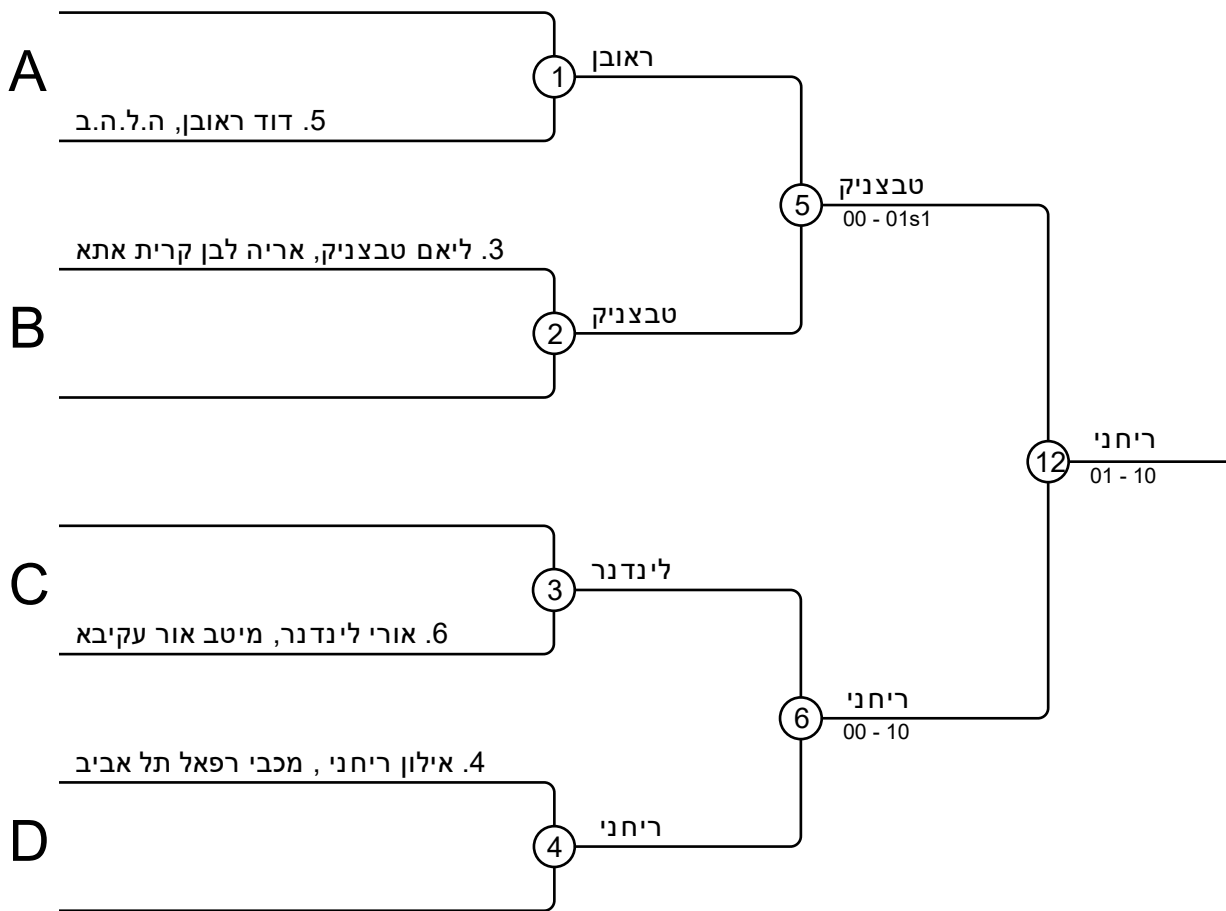 A
1
ראובן
5. דוד ראובן, ה.ל.ה.ב
5
טבצניק
00 - 01s1
3. ליאם טבצניק, אריה לבן קרית אתא
B
2
טבצניק
12
ריחני
01 - 10
C
3
לינדנר
6. אורי לינדנר, מיטב אור עקיבא
6
ריחני
00 - 10
4. אילון ריחני , מכבי רפאל תל אביב
D
4
ריחני